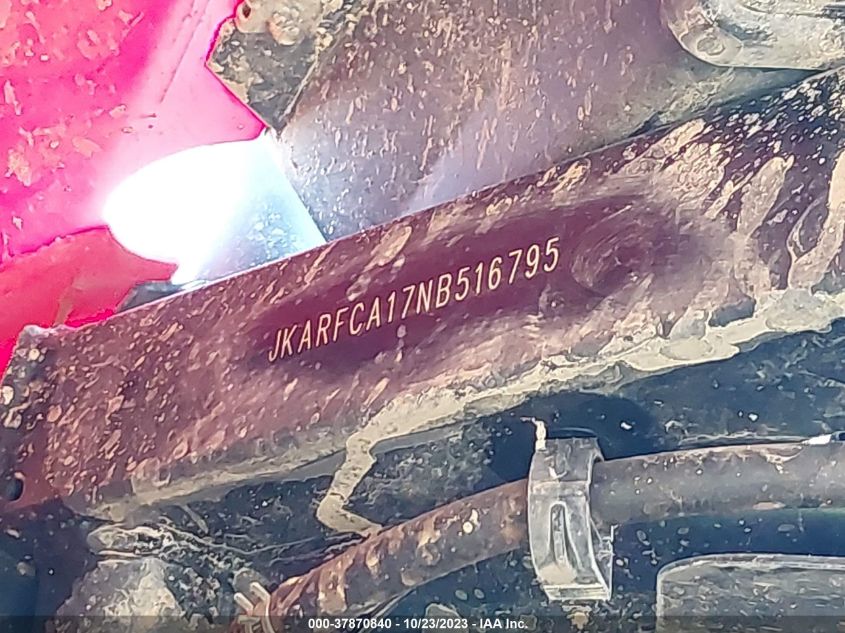 JKARFCA17NB516795
000-37870840 - 10/23/2023 - IAA Inc.